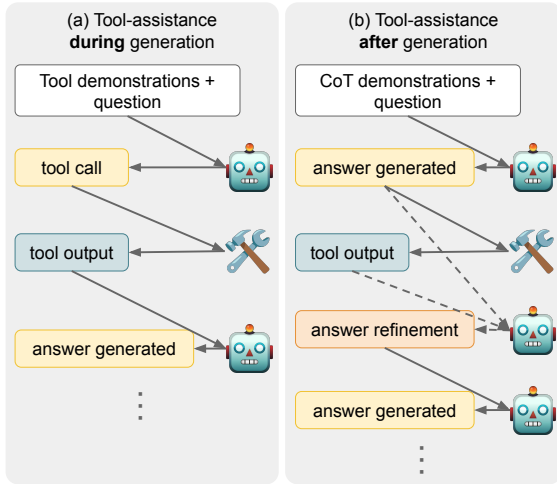 (a) Tool-assistance
during generation
Tool demonstrations +
question
tool call
tool output
answer generated
(b) Tool-assistance
after generation
CoT demonstrations +
question
answer generated
tool output
answer refinement
answer generated